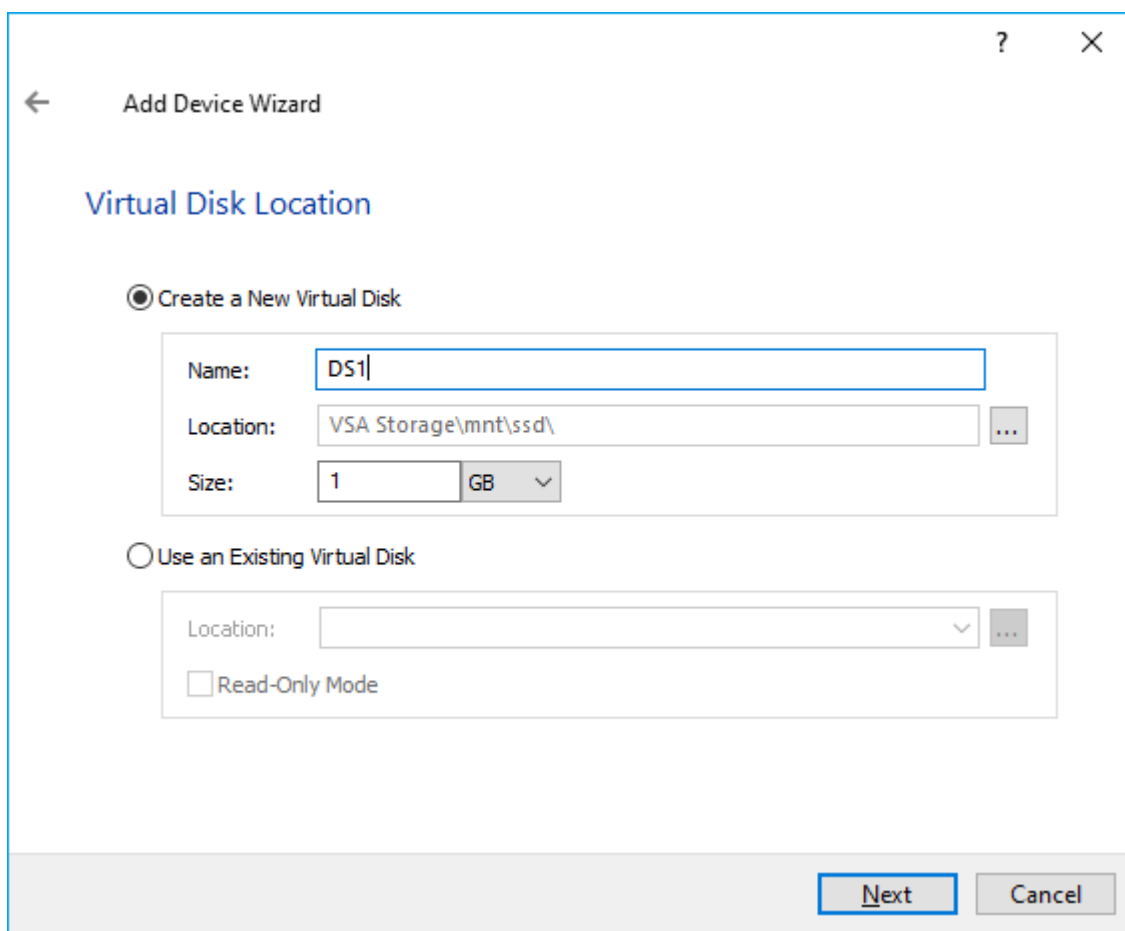 ?
Add Device Wizard
Virtual Disk Location
Create a New Virtual Disk
Name: DS1
Location: VSA Storage\mnt\ssd\ ...
Size: 1 GB
Use an Existing Virtual Disk
Location: ...
Read-Only Mode
Next Cancel